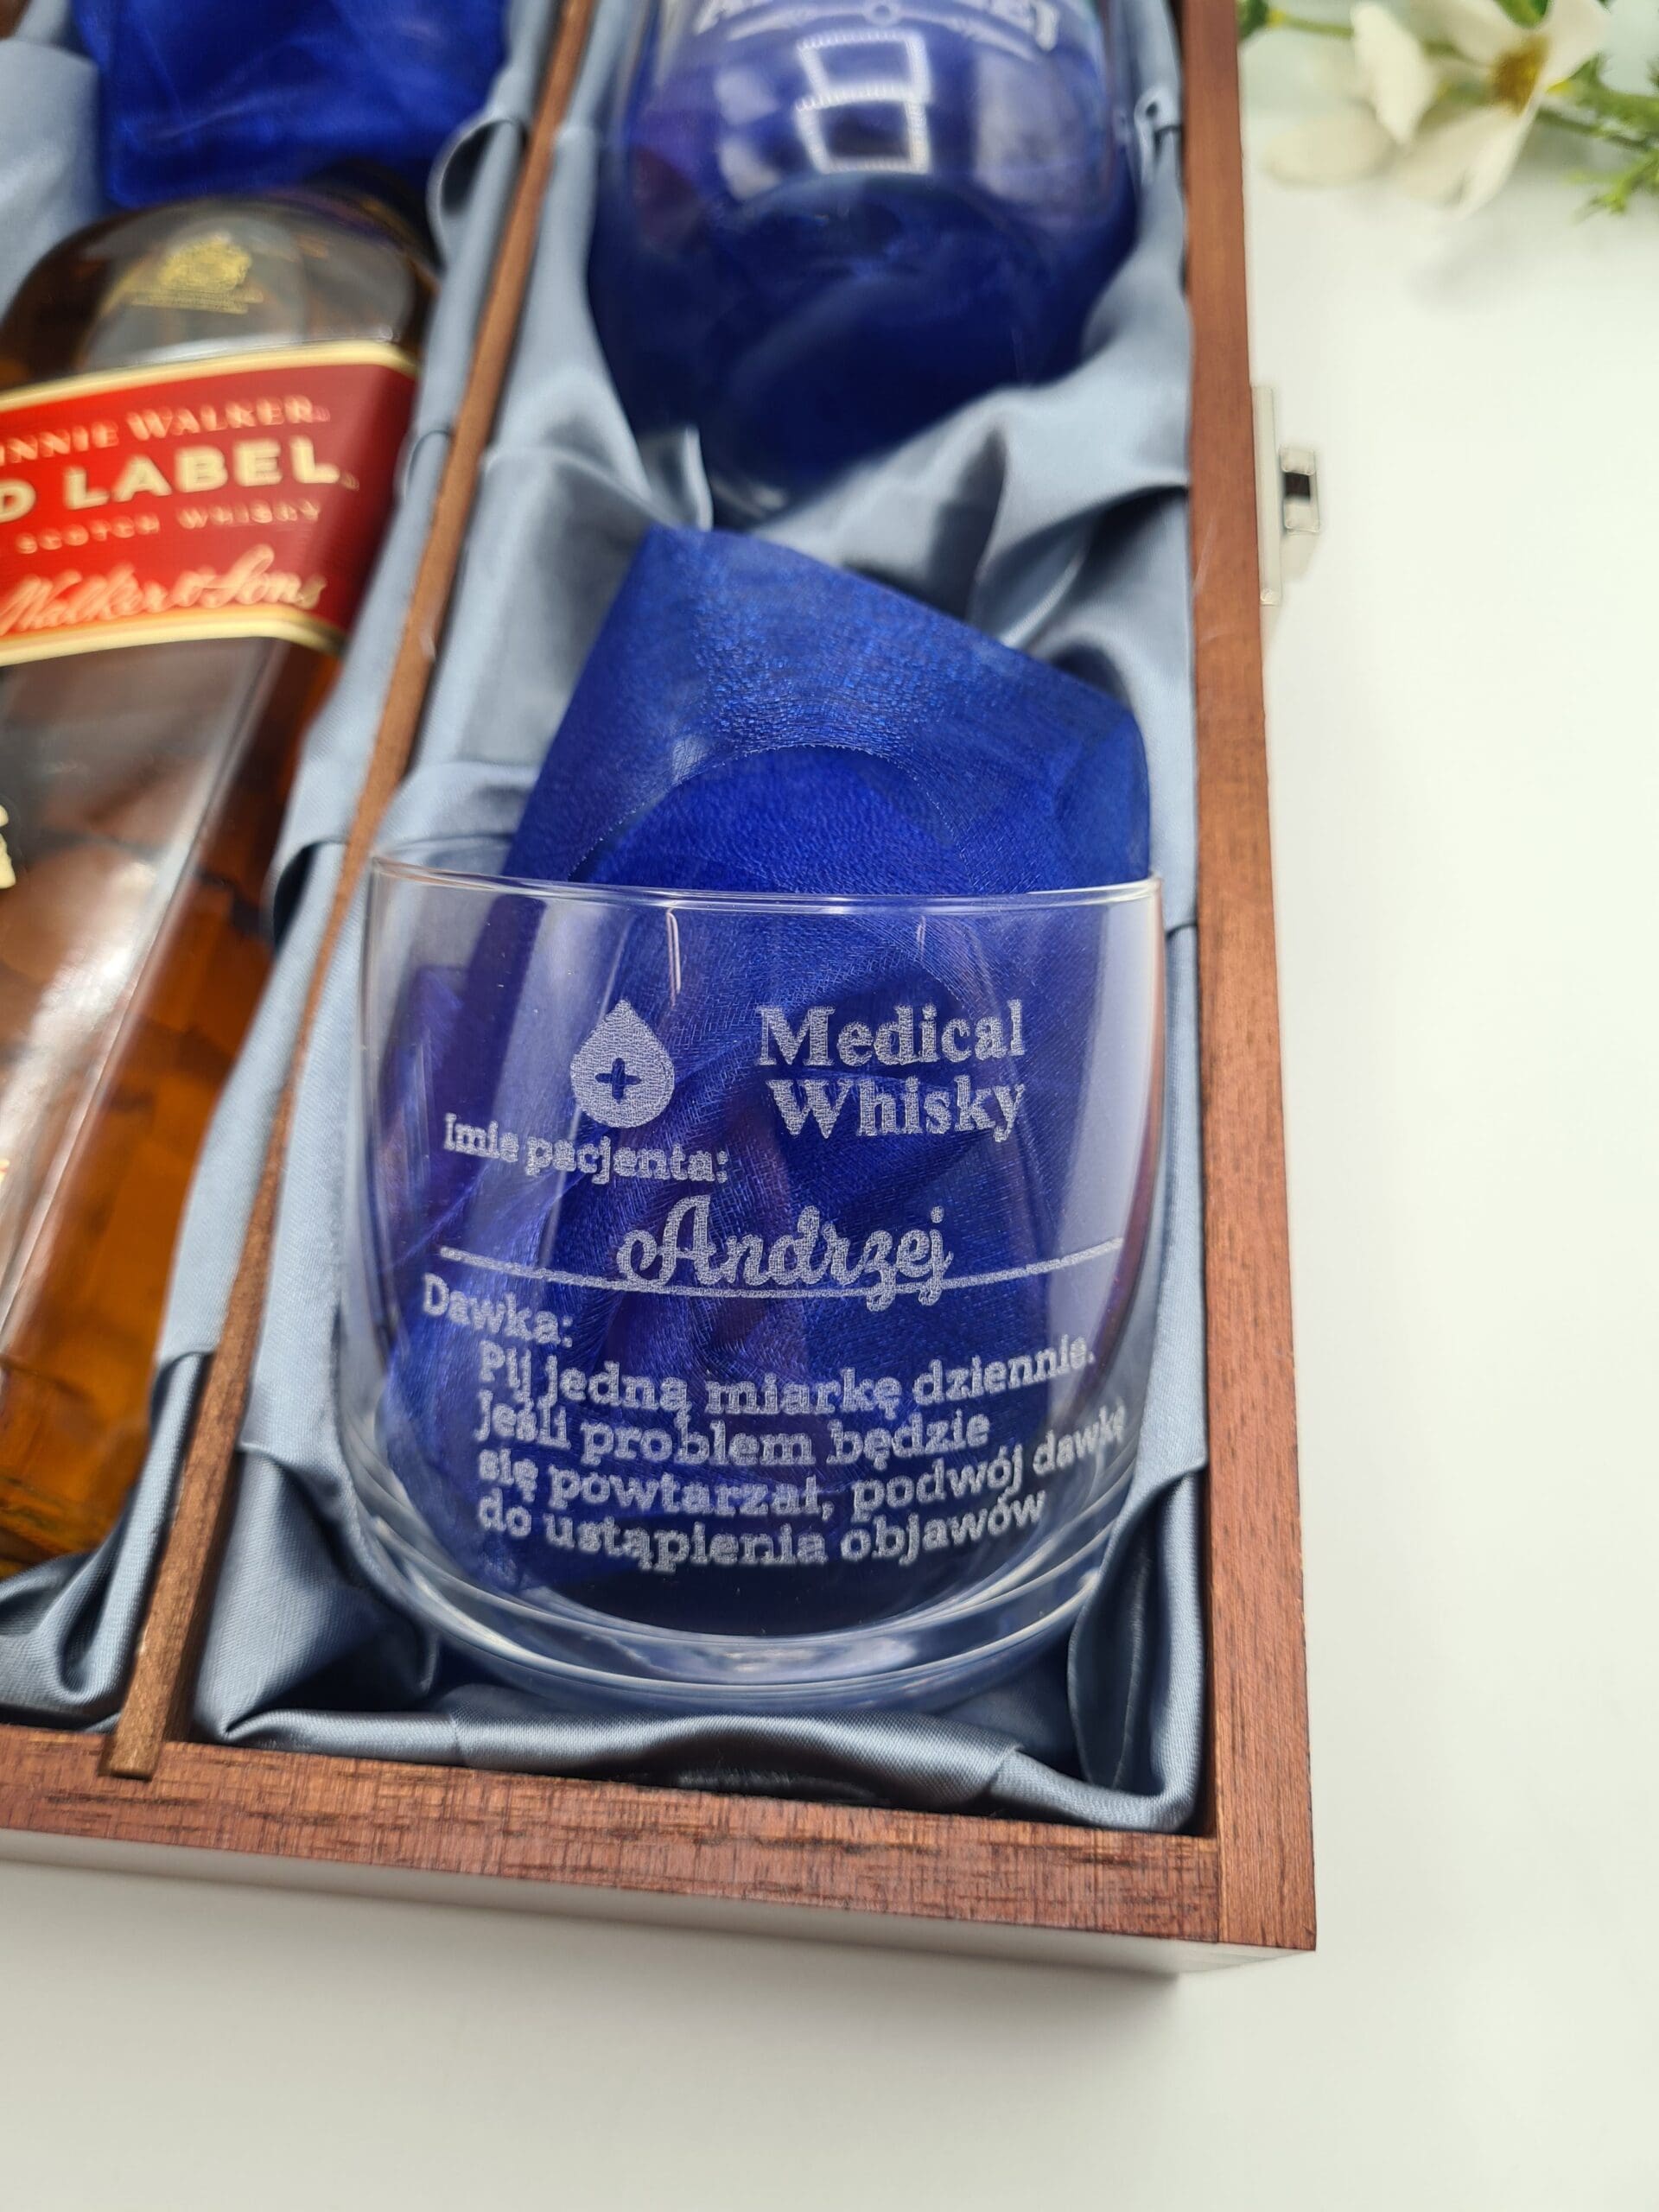 WALKER
LABEL
SCOTCH WHISKY
Walker & Sons
Medical
Whisky
imię pacjenta:
Andrzej
Dawka:
Pij jedną miarkę dziennie.
Jeśli problem będzie
się powtarzał, podwój dawkę
do ustąpienia objawów